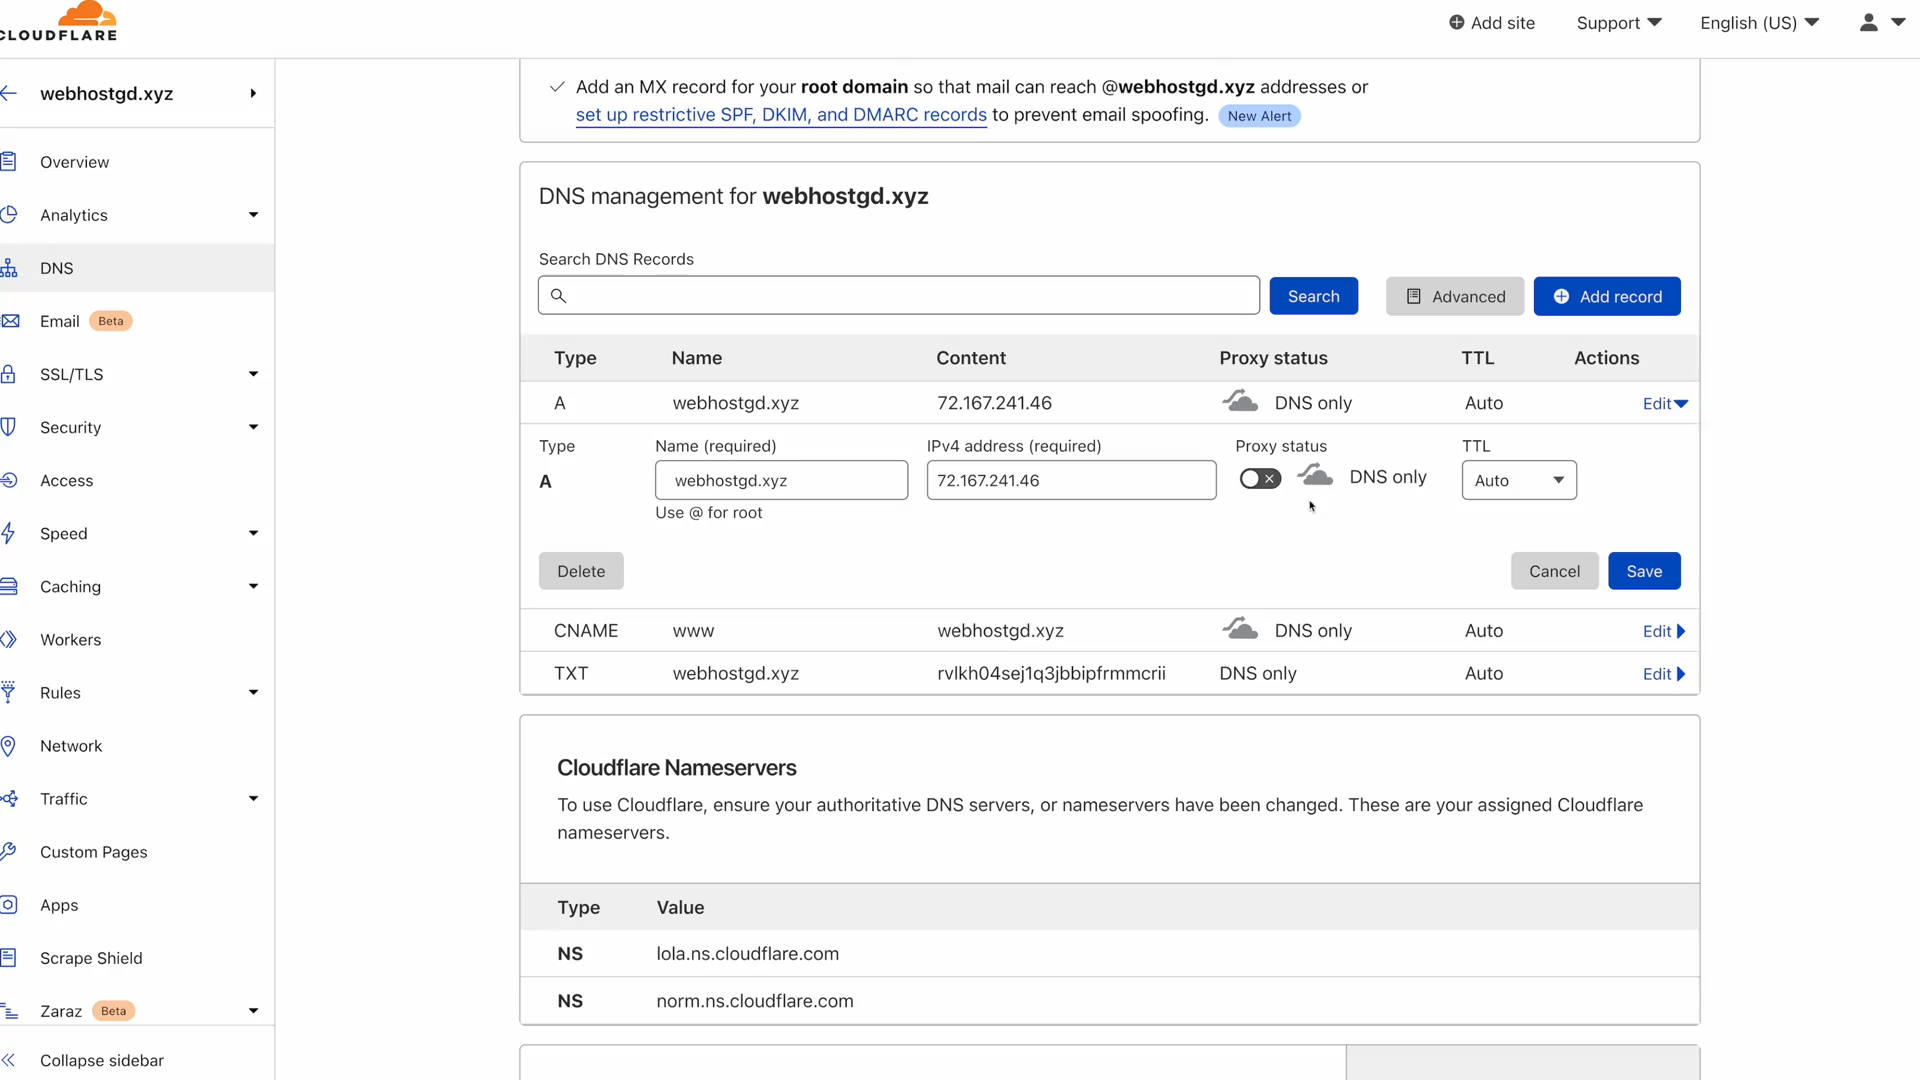 CLOUDFLARE
Add site
Support
English (US)
webhostgd.xyz
Overview
Analytics
DNS
Email Beta
SSL/TLS
Security
Access
Speed
Caching
Workers
Rules
Network
Traffic
Custom Pages
Apps
Scrape Shield
Zaraz Beta
Collapse sidebar
Add an MX record for your root domain so that mail can reach @webhostgd.xyz addresses or
set up restrictive SPF, DKIM, and DMARC records to prevent email spoofing. New Alert
DNS management for webhostgd.xyz
Search DNS Records
Search
Advanced
Add record
Type Name Content Proxy status TTL Actions
A webhostgd.xyz 72.167.241.46 DNS only Auto Edit
Type Name (required) IPv4 address (required) Proxy status TTL
A webhostgd.xyz 72.167.241.46 DNS only Auto
Use @ for root
Delete Cancel Save
CNAME www webhostgd.xyz DNS only Auto Edit
TXT webhostgd.xyz rvlkh04sej1q3jbbipfrmmcrii DNS only Auto Edit
Cloudflare Nameservers
To use Cloudflare, ensure your authoritative DNS servers, or nameservers have been changed. These are your assigned Cloudflare
nameservers.
Type Value
NS lola.ns.cloudflare.com
NS norm.ns.cloudflare.com